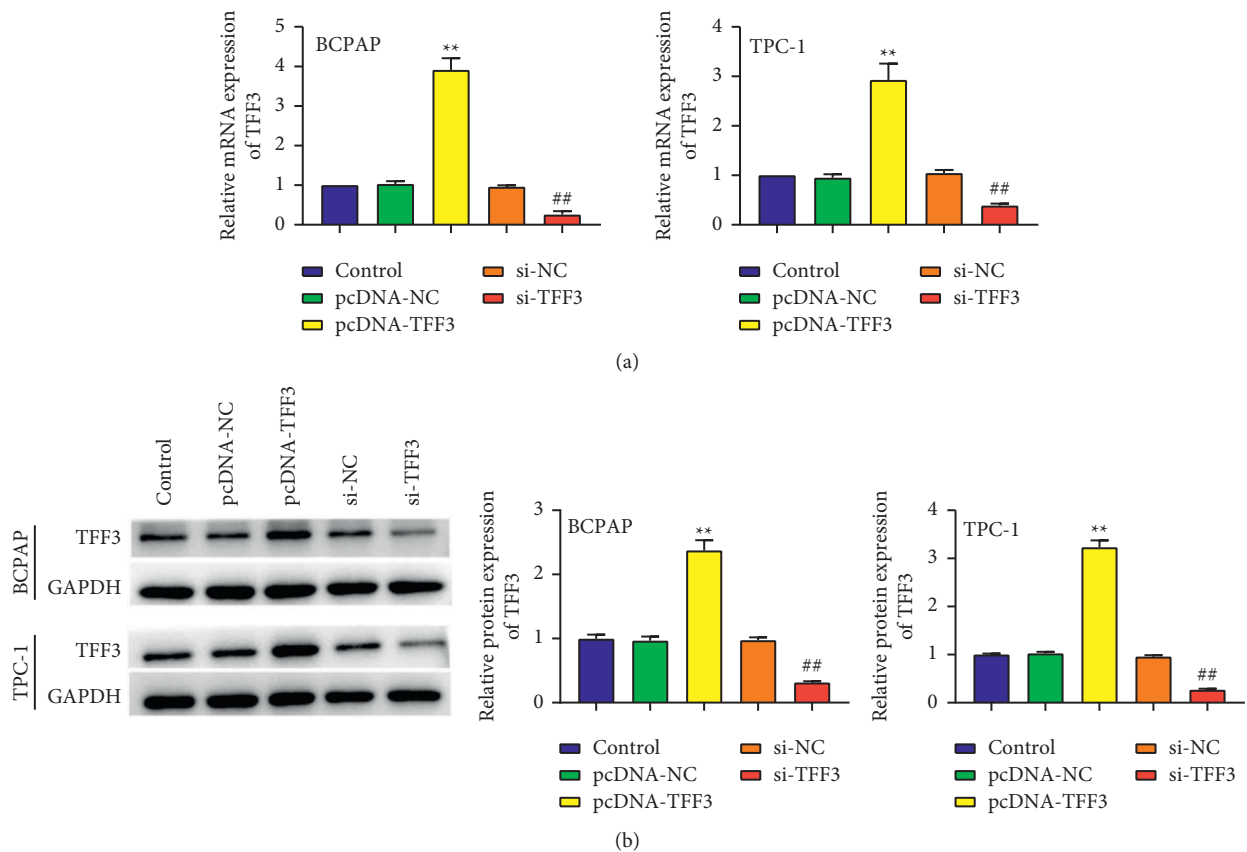 Relative mRNA expression
of TFF3
5
4
3
2
1
0
BCPAP
**
##
Control
pcDNA-NC
pcDNA-TFF3
si-NC
si-TFF3
Relative mRNA expression
of TFF3
4
3
2
1
0
TPC-1
**
##
Control
pcDNA-NC
pcDNA-TFF3
si-NC
si-TFF3
(a)
Control
pcDNA-NC
pcDNA-TFF3
si-NC
si-TFF3
BCPAP
TFF3
GAPDH
TPC-1
TFF3
GAPDH
Relative protein expression
of TFF3
3
2
1
0
BCPAP
**
##
Control
pcDNA-NC
pcDNA-TFF3
si-NC
si-TFF3
Relative protein expression
of TFF3
4
3
2
1
0
TPC-1
**
##
Control
pcDNA-NC
pcDNA-TFF3
si-NC
si-TFF3
(b)